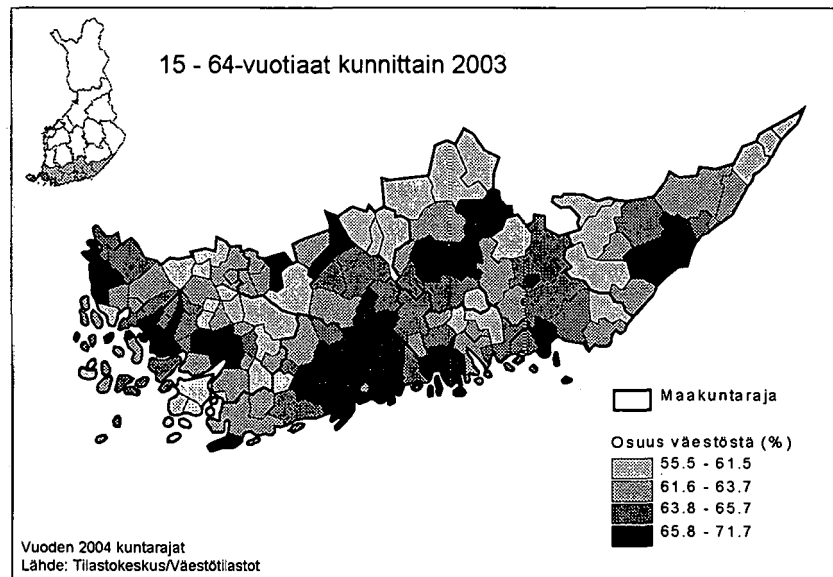 15 - 64-vuotiaat kunnittain 2003
Maakuntaraja
Osuus väestöstä (%)
55.5 - 61.5
61.6 - 63.7
63.8 - 65.7
65.8 - 71.7
Vuoden 2004 kuntarajat
Lähde: Tilastokeskus/Väestötilastot